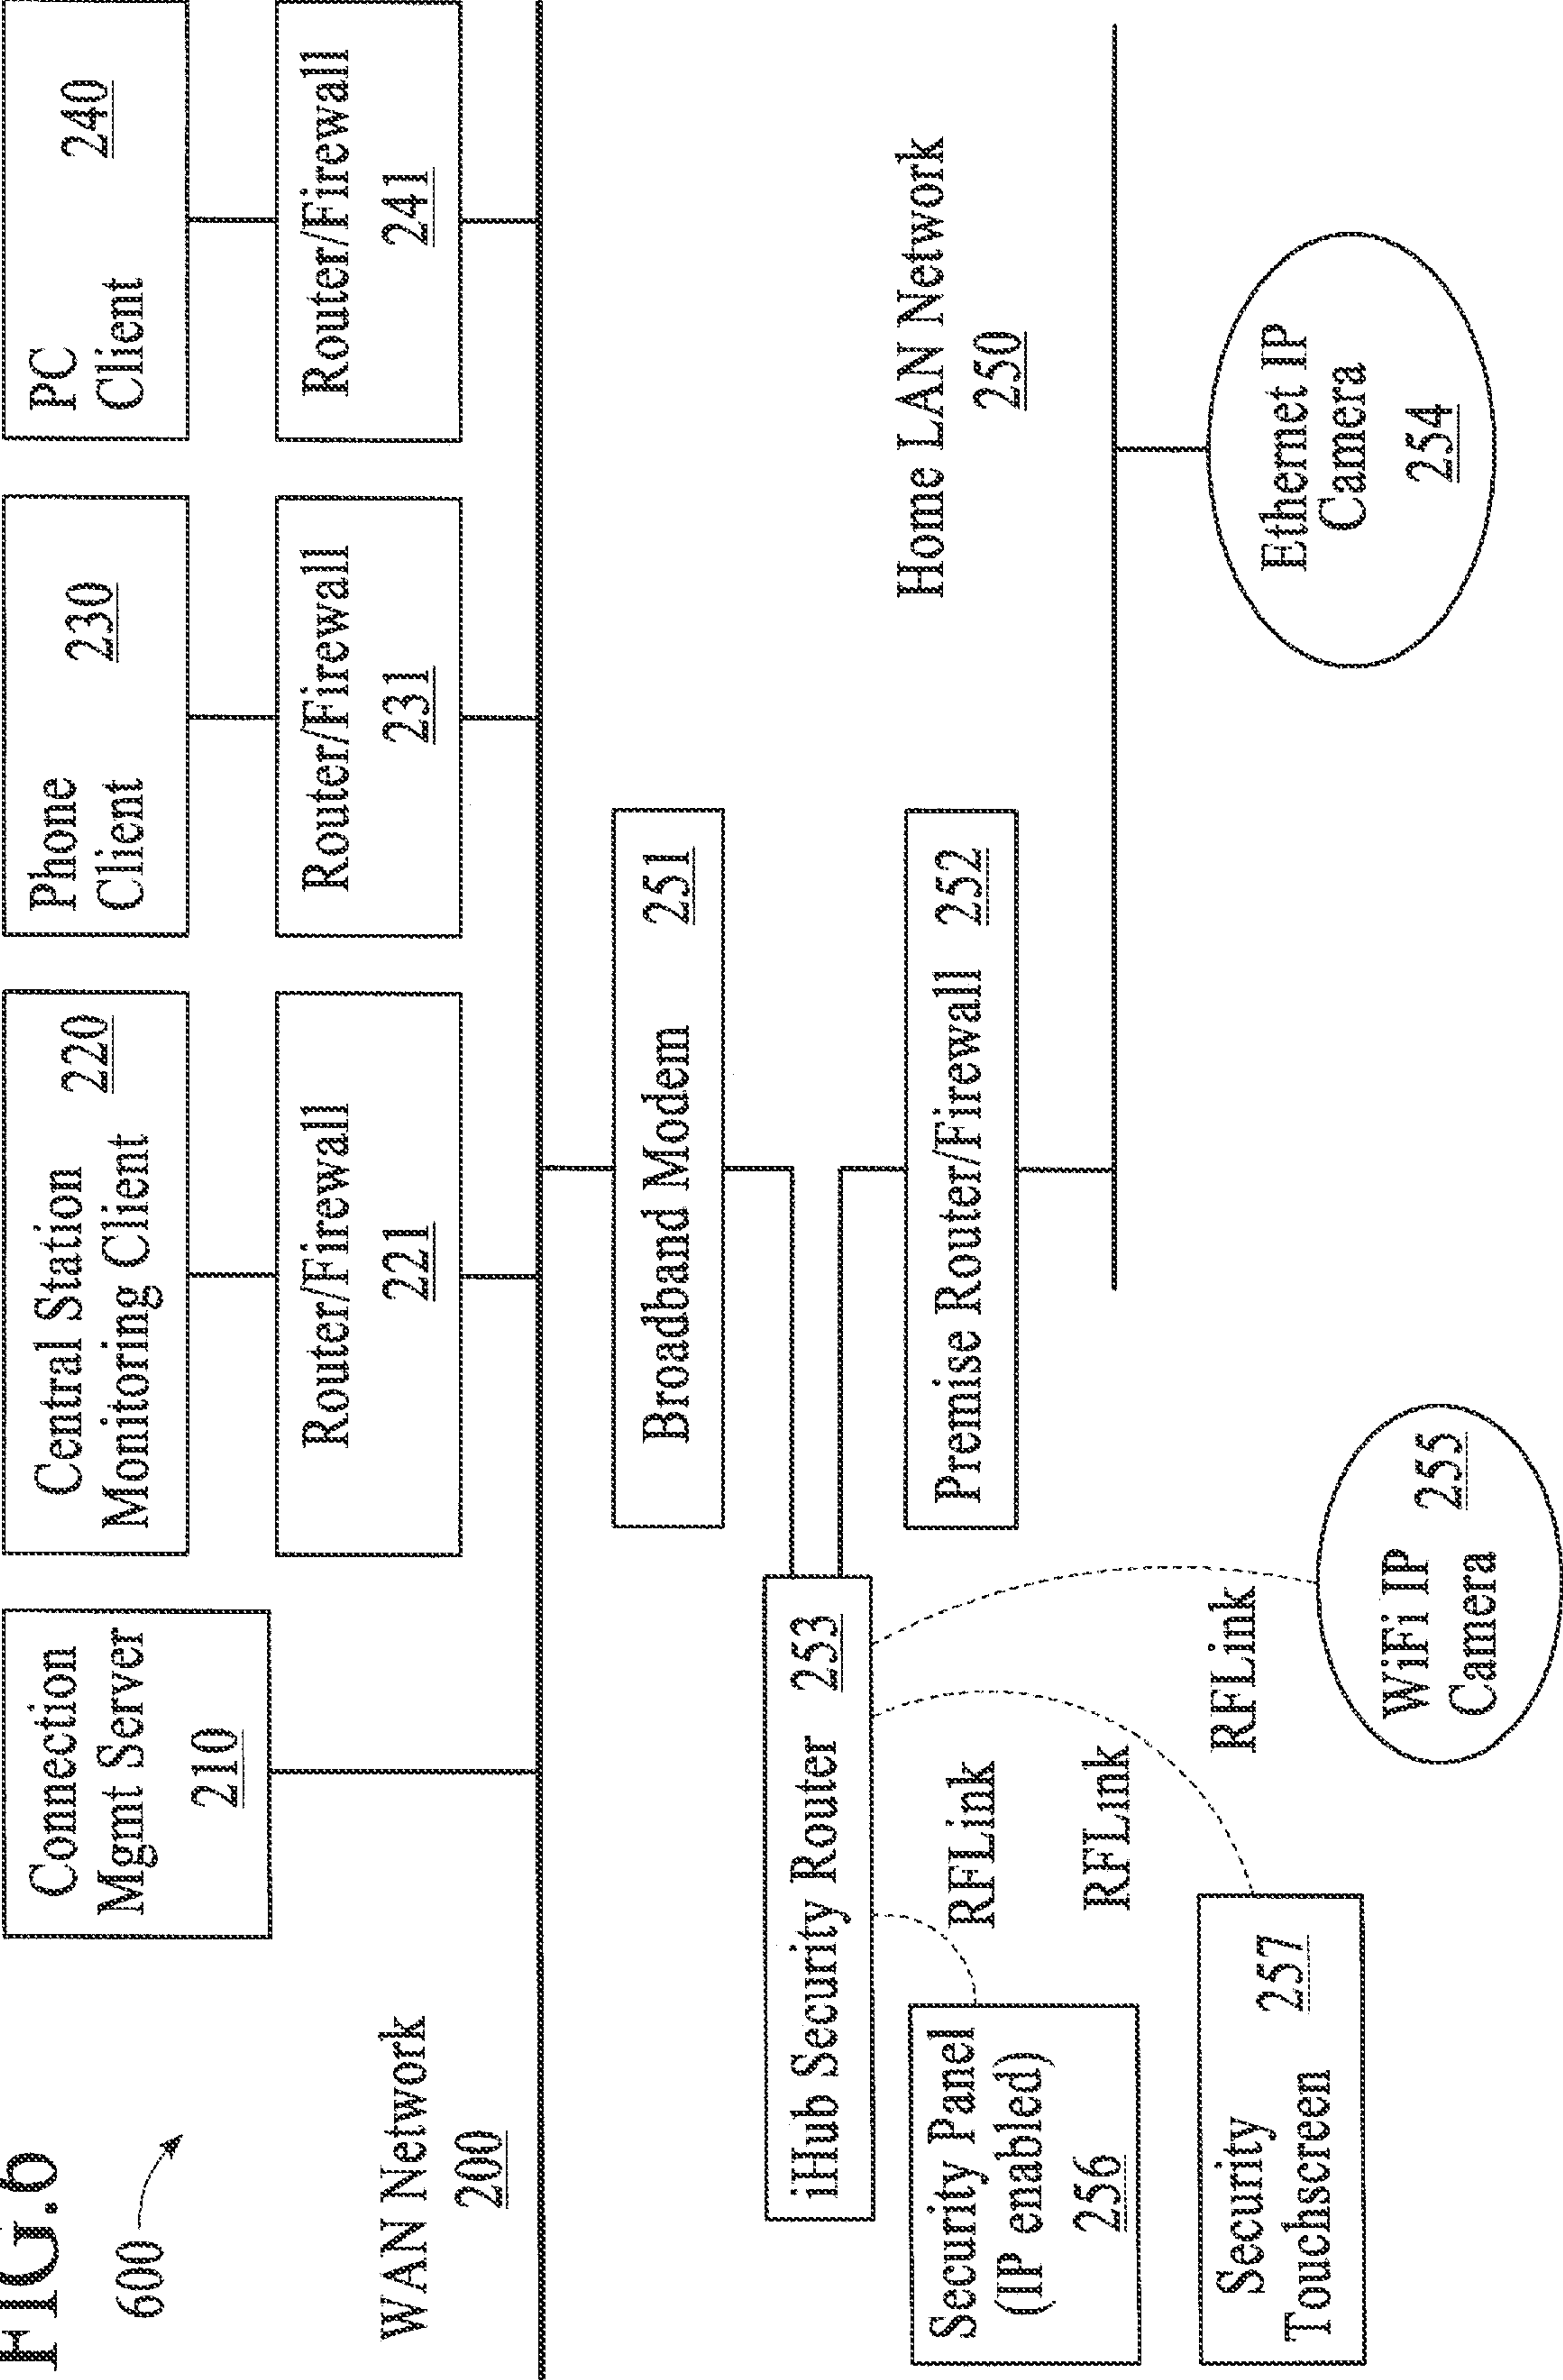 FIG.6
600
Connection
Mgmt Server
210
Central Station
Monitoring Client
220
Phone
Client
230
PC
Client
240
Router/Firewall
221
Router/Firewall
231
Router/Firewall
241
WAN Network
200
Broadband Modem
251
iHub Security Router
253
Premise Router/Firewall
252
Home LAN Network
250
Security Panel
(IP enabled)
256
RFLink
RFLink
RFLink
Security
Touchscreen
257
WiFi IP
Camera
255
Ethernet IP
Camera
254